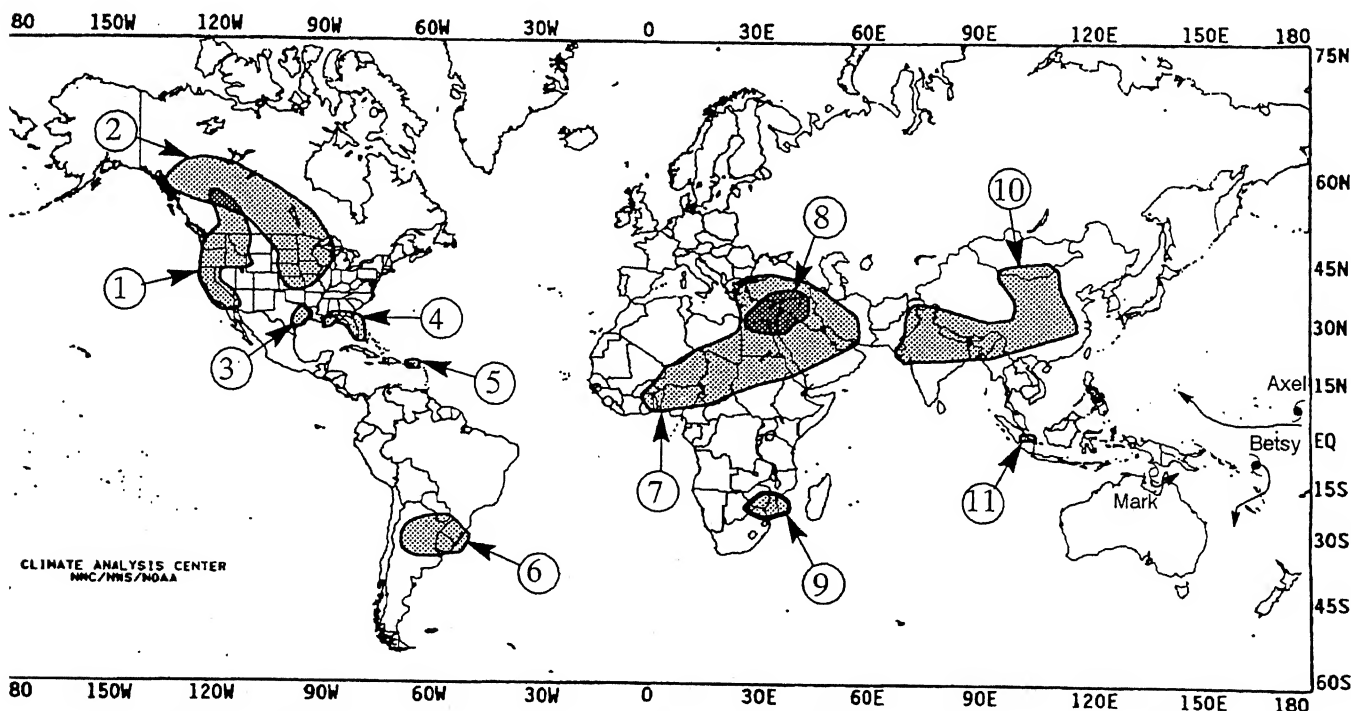 80 150W 120W 90W 60W 30W 0 30E 60E 90E 120E 150E 180
75N
2
10
60N
8
45N
1
4
30N
3
5
Axel
15N
Betsy
EQ
7
11
Mark
15S
6
9
30S
CLIMATE ANALYSIS CENTER
NMC/NWS/NOAA
45S
60S
80 150W 120W 90W 60W 30W 0 30E 60E 90E 120E 150E 180